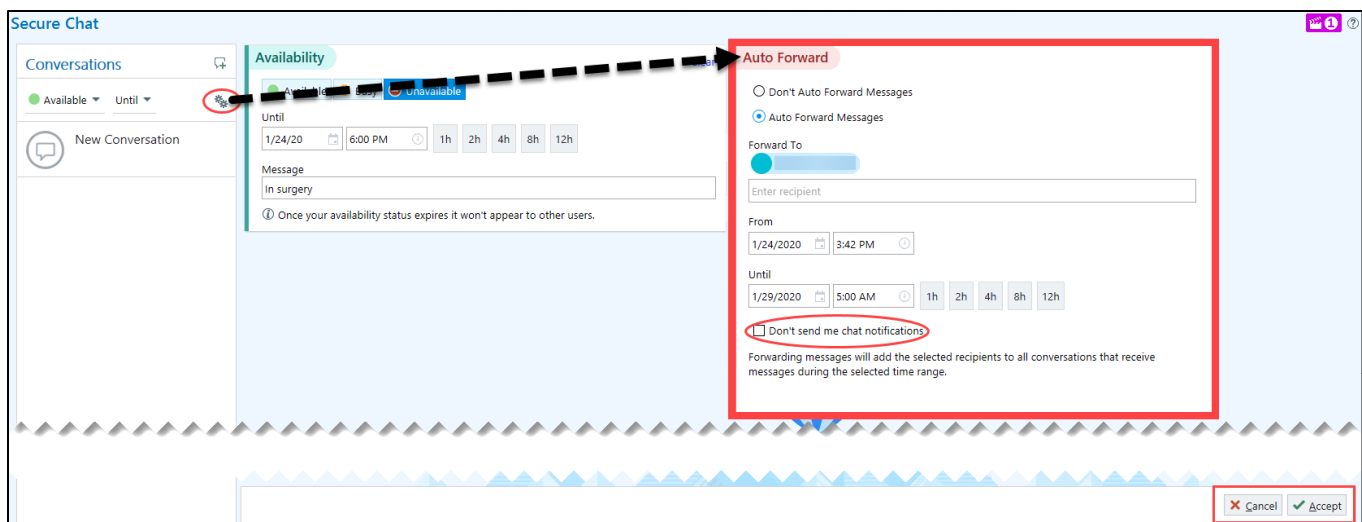 Secure Chat
1
?
Conversations
Available Until
New Conversation
Availability
Available Busy Unavailable
Until
1/24/20 6:00 PM 1h 2h 4h 8h 12h
Message
In surgery
i Once your availability status expires it won't appear to other users.
Auto Forward
Don't Auto Forward Messages
Auto Forward Messages
Forward To
Enter recipient
From
1/24/2020 3:42 PM
Until
1/29/2020 5:00 AM 1h 2h 4h 8h 12h
Don't send me chat notifications
Forwarding messages will add the selected recipients to all conversations that receive
messages during the selected time range.
Cancel Accept